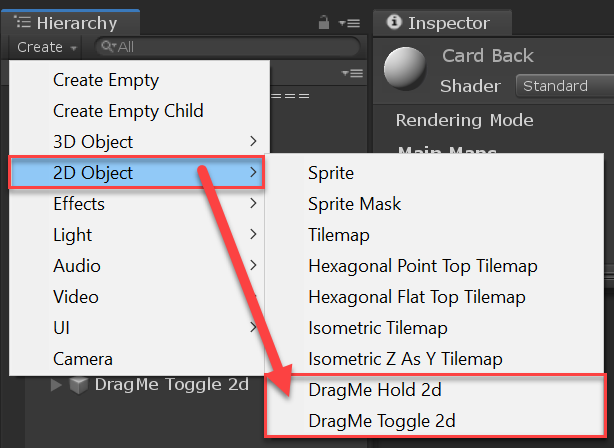 Hierarchy
Create
All
===
Create Empty
Create Empty Child
3D Object
2D Object
Effects
Light
Audio
Video
UI
Camera
DragMe Toggle 2d
Sprite
Sprite Mask
Tilemap
Hexagonal Point Top Tilemap
Hexagonal Flat Top Tilemap
Isometric Tilemap
Isometric Z As Y Tilemap
DragMe Hold 2d
DragMe Toggle 2d
Inspector
Card Back
Shader Standard
Rendering Mode
Main Maps